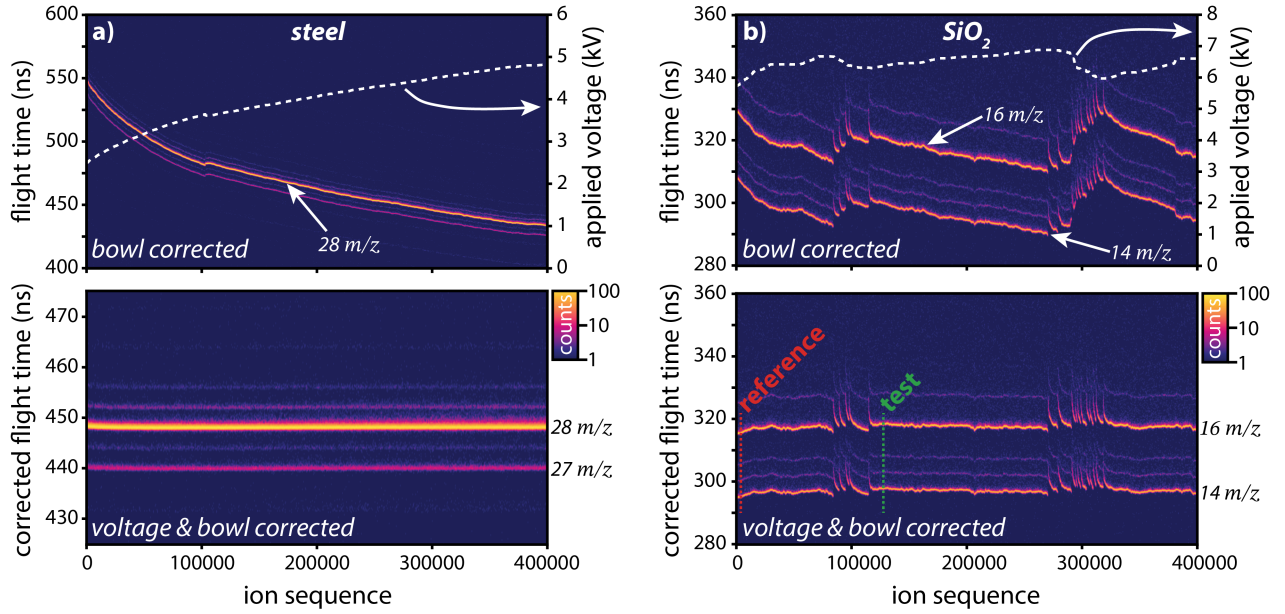 a)
steel
600
550
500
450
400
flight time (ns)
6
5
4
3
2
1
0
applied voltage (kV)
28 m/z
bowl corrected
0
100000
200000
300000
400000
470
460
450
440
430
corrected flight time (ns)
100
10
1
counts
28 m/z
27 m/z
voltage & bowl corrected
0
100000
200000
300000
400000
ion sequence
b)
SiO₂
360
340
320
300
280
flight time (ns)
8
7
6
5
4
3
2
1
0
applied voltage (kV)
16 m/z
14 m/z
bowl corrected
360
340
320
300
280
corrected flight time (ns)
100
10
1
counts
reference
test
16 m/z
14 m/z
voltage & bowl corrected
0
100000
200000
300000
400000
ion sequence